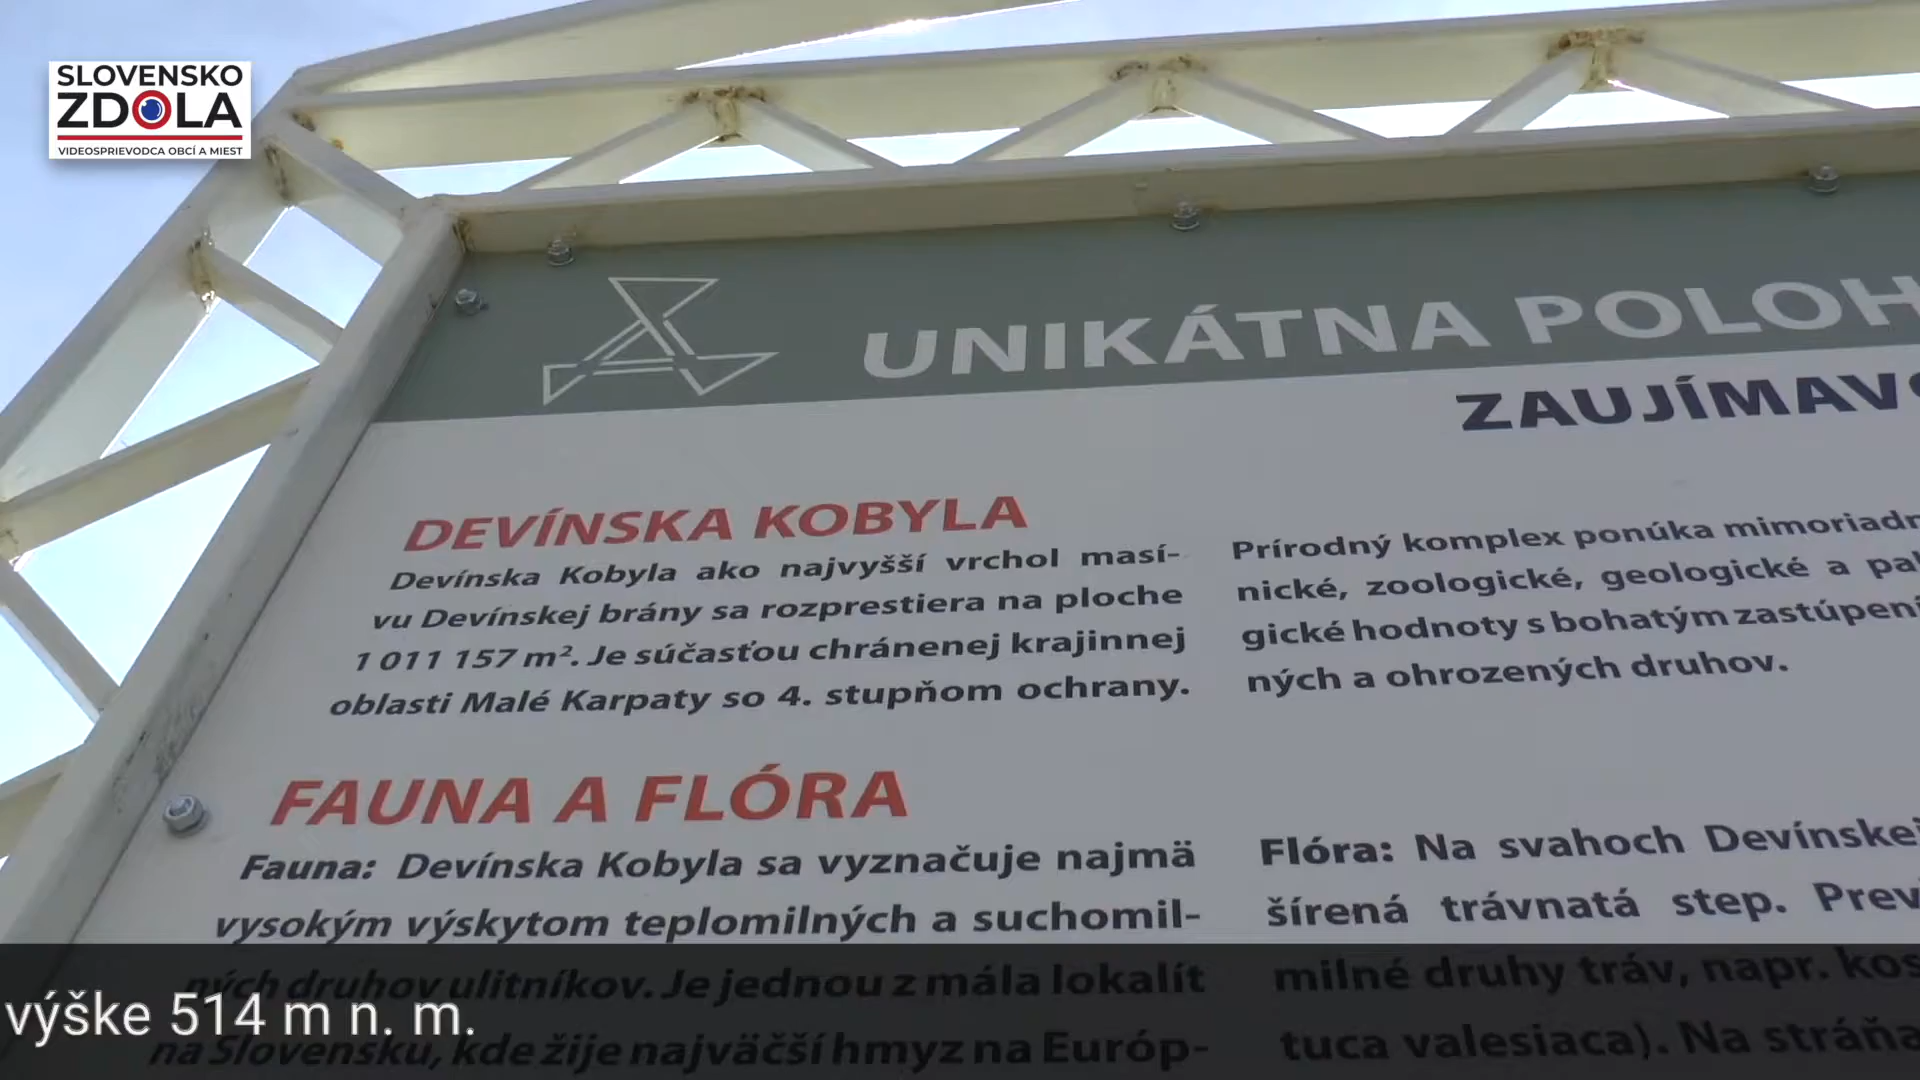 SLOVENSKO
ZDOLA
VIDEOSPRIEVODCA OBCÍ A MIEST
UNIKÁTNA POLOH
ZAUJÍMAV
DEVÍNSKA KOBYLA
Devínska Kobyla ako najvyšší vrchol masí-
vu Devínskej brány sa rozprestiera na ploche
1 011 157 m². Je súčasťou chránenej krajinnej
oblasti Malé Karpaty so 4. stupňom ochrany.
Prírodný komplex ponúka mimoriadn
nické, zoologické, geologické a pal
gické hodnoty s bohatým zastúpení
ných a ohrozených druhov.
FAUNA A FLÓRA
Fauna: Devínska Kobyla sa vyznačuje najmä
vysokým výskytom teplomilných a suchomil-
ných druhov ulitníkov. Je jednou z mála lokalít
na Slovensku, kde žije najväčší hmyz na Európ-
Flóra: Na svahoch Devínskej
šírená trávnatá step. Prev
milné druhy tráv, napr. kos
tuca valesiaca). Na stráňa
výške 514 m n. m.